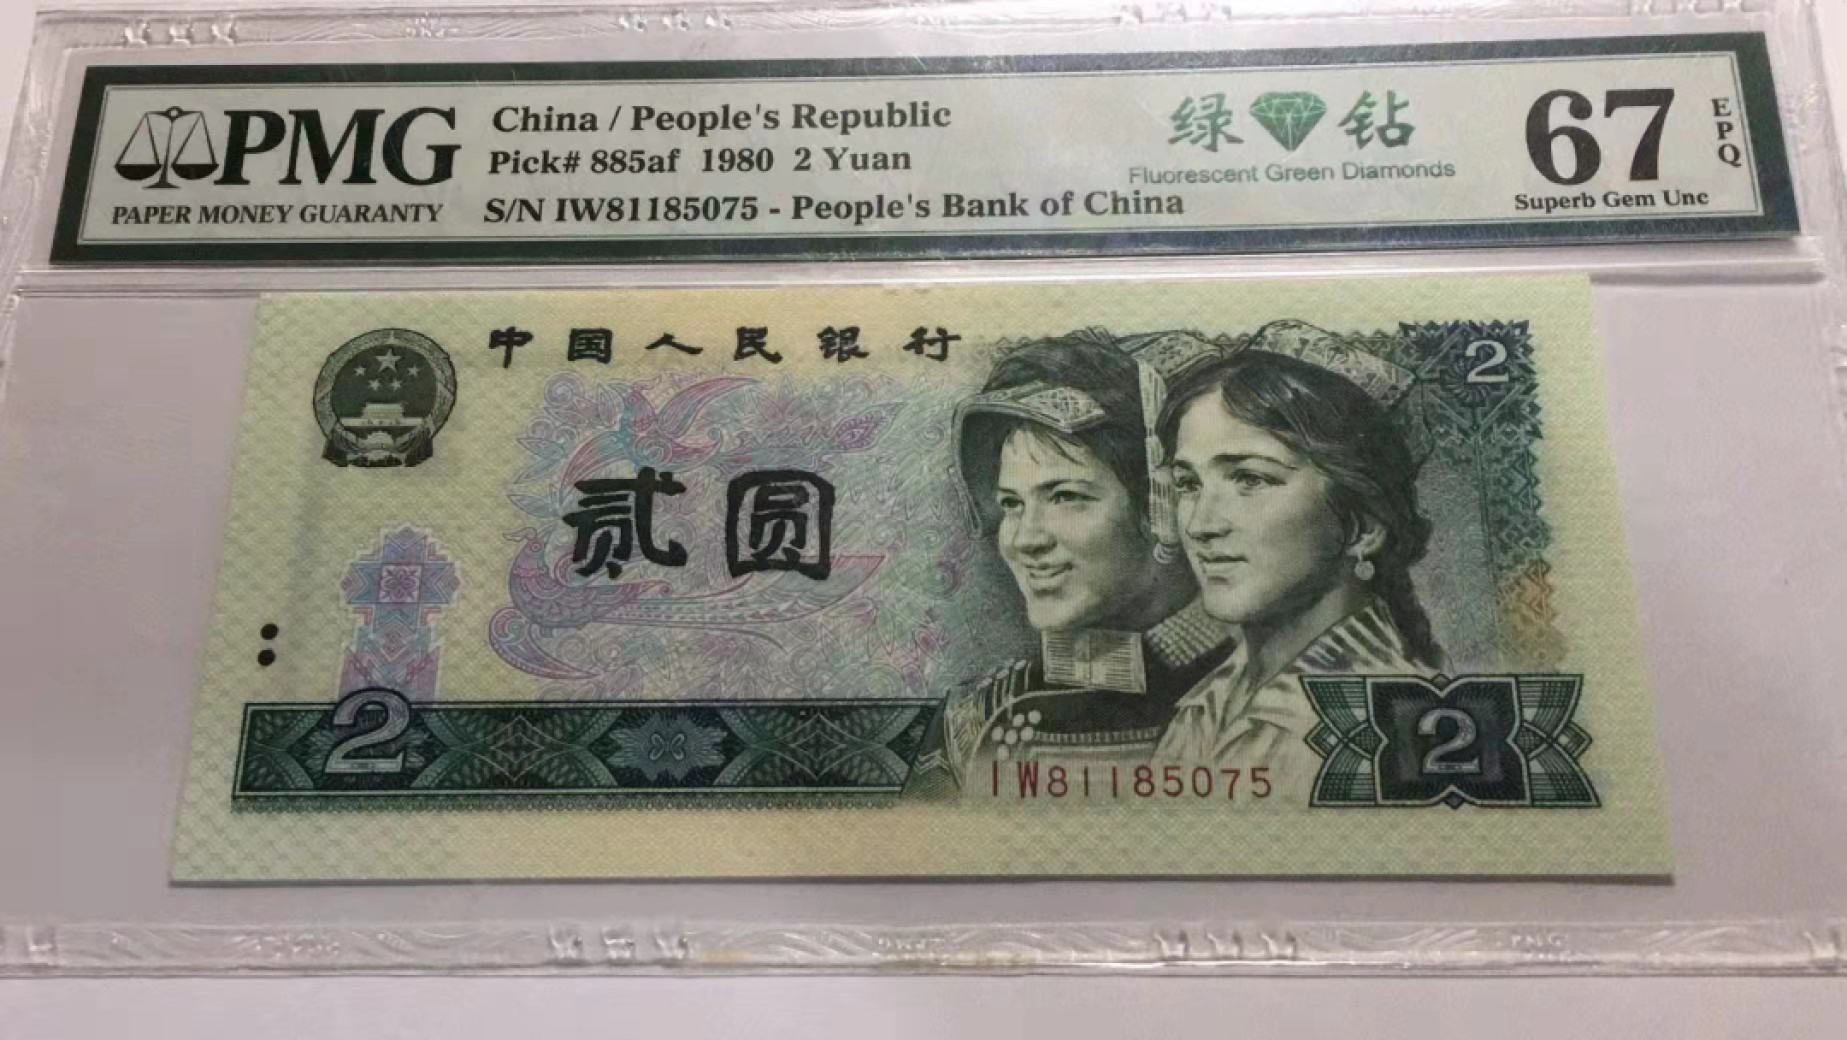 PMG
PAPER MONEY GUARANTY
China / People's Republic
Pick# 885af 1980 2 Yuan
S/N IW81185075 - People's Bank of China
绿 钻
Fluorescent Green Diamonds
67
EPQ
Superb Gem Unc
中国人民银行
2
贰圆
2
2
IW81185075